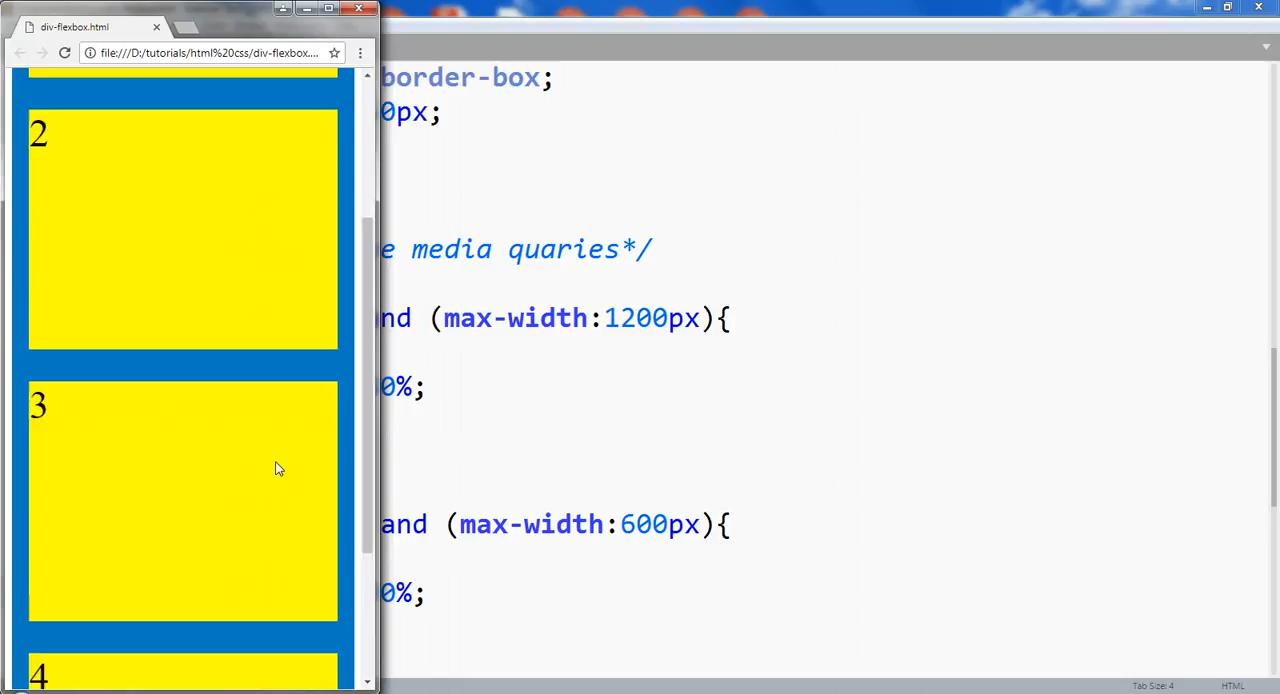 div-flexbox.html
file:///D:/tutorials/html%20css/div-flexbox....
2
3
4
border-box;
0px;
e media quaries*/
nd (max-width:1200px){
0%;
and (max-width:600px){
0%;
Tab Size: 4
HTML